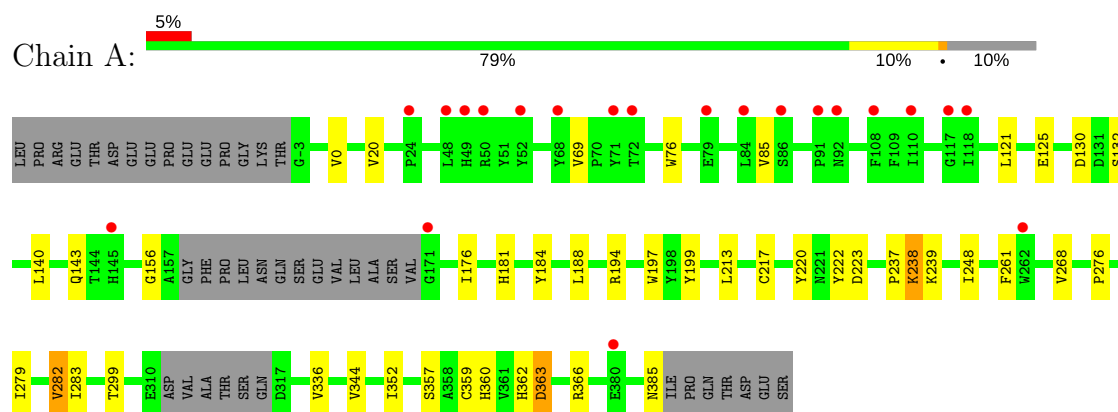 5%
Chain A:
79% 10% • 10%
LEU PRO ARG GLU THR ASP GLU GLU PRO GLU GLU PRO GLY LYS THR G-3 V0 V20 P24 L48 H49 R50 Y51 Y52 Y68 V69 P70 Y71 T72 W76 E79 L84 V85 S86 P91 N92 F108 F109 I110 G117 I118 L121 E125 D130 D131 S132
L140 Q143 T144 H145 G156 A157 GLY PHE PRO LEU ASN GLN SER GLU VAL LEU ALA SER VAL G171 I176 H181 Y184 L188 R194 W197 Y198 Y199 L213 C217 Y220 N221 Y222 D223 P237 K238 K239 I248 F261 W262 V268 P276
I279 V282 I283 T299 E310 ASP VAL ALA THR SER GLN D317 V336 V344 I352 S357 A358 C359 H360 V361 H362 D363 R366 E380 N385 ILE PRO GLN THR ASP GLU SER